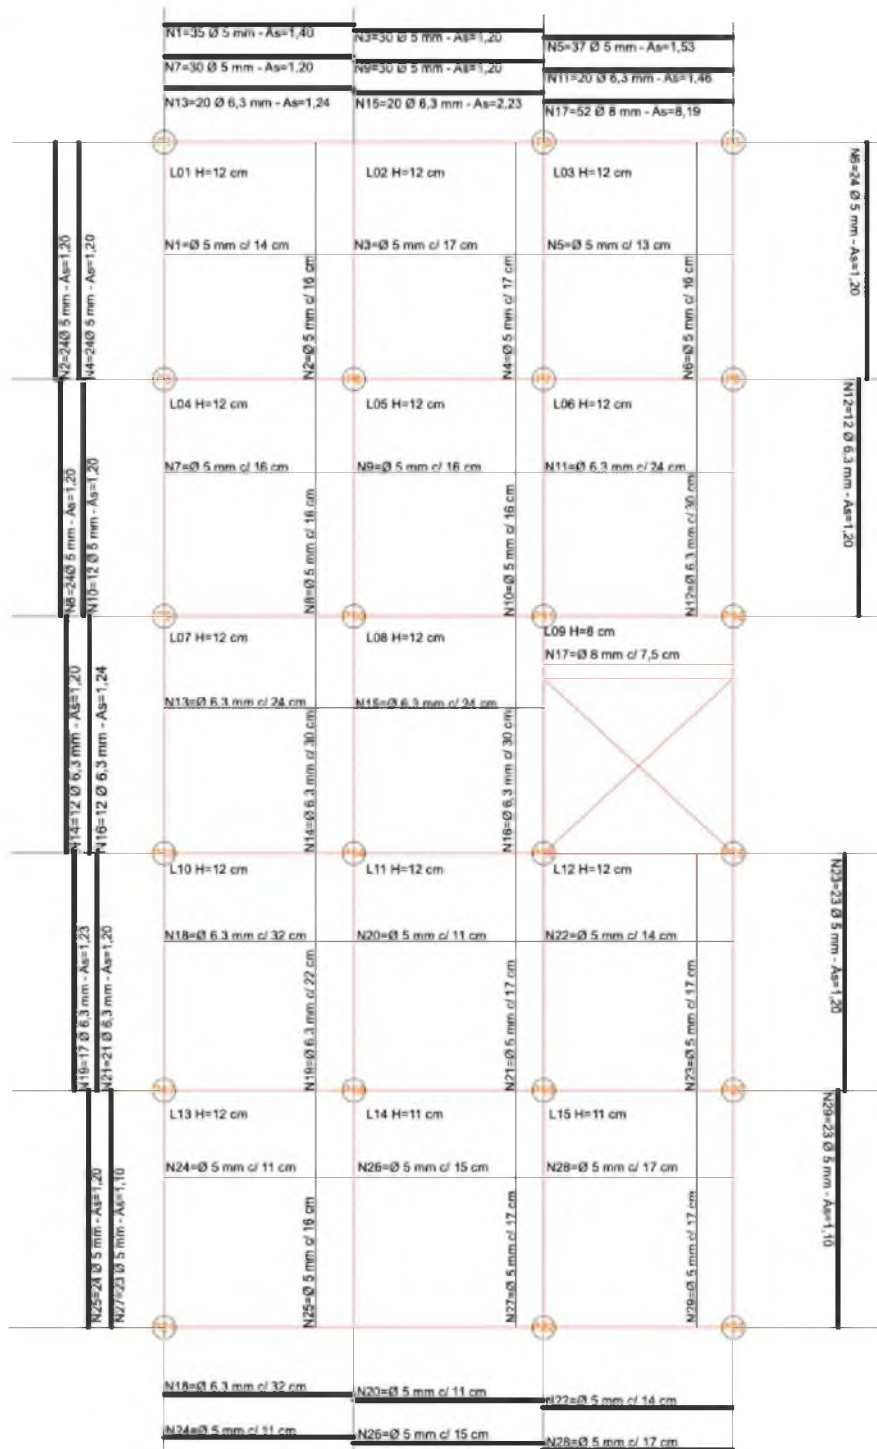 N1=35 Ø 5 mm - As=1,40
N3=30 Ø 5 mm - As=1,20
N5=37 Ø 5 mm - As=1,53
N7=30 Ø 5 mm - As=1,20
N9=30 Ø 5 mm - As=1,20
N11=20 Ø 6,3 mm - As=1,46
N13=20 Ø 6,3 mm - As=1,24
N15=20 Ø 6,3 mm - As=2,23
N17=52 Ø 8 mm - As=8,19
L01 H=12 cm
L02 H=12 cm
L03 H=12 cm
N1=Ø 5 mm c/ 14 cm
N3=Ø 5 mm c/ 17 cm
N5=Ø 5 mm c/ 13 cm
N2=24Ø 5 mm - As=1,20
N4=24Ø 5 mm - As=1,20
N2=Ø 5 mm c/ 16 cm
N4=Ø 5 mm c/ 17 cm
N6=Ø 5 mm c/ 16 cm
N6=24 Ø 5 mm - As=1,20
L04 H=12 cm
L05 H=12 cm
L06 H=12 cm
N7=Ø 5 mm c/ 16 cm
N9=Ø 5 mm c/ 16 cm
N11=Ø 6,3 mm c/ 24 cm
N8=24Ø 5 mm - As=1,20
N10=12 Ø 5 mm - As=1,20
N8=Ø 5 mm c/ 16 cm
N10=Ø 5 mm c/ 16 cm
N12=Ø 6,3 mm c/ 30 cm
N12=12 Ø 6,3 mm - As=1,20
L07 H=12 cm
L08 H=12 cm
L09 H=8 cm
N17=Ø 8 mm c/ 7,5 cm
N13=Ø 6,3 mm c/ 24 cm
N15=Ø 6,3 mm c/ 24 cm
N14=12 Ø 6,3 mm - As=1,20
N16=12 Ø 6,3 mm - As=1,24
N14=Ø 6,3 mm c/ 30 cm
N16=Ø 6,3 mm c/ 30 cm
L10 H=12 cm
L11 H=12 cm
L12 H=12 cm
N18=Ø 6,3 mm c/ 32 cm
N20=Ø 5 mm c/ 11 cm
N22=Ø 5 mm c/ 14 cm
N19=17 Ø 6,3 mm - As=1,23
N21=21 Ø 6,3 mm - As=1,20
N19=Ø 6,3 mm c/ 22 cm
N21=Ø 5 mm c/ 17 cm
N23=Ø 5 mm c/ 17 cm
N23=23 Ø 5 mm - As=1,20
L13 H=12 cm
L14 H=11 cm
L15 H=11 cm
N24=Ø 5 mm c/ 11 cm
N26=Ø 5 mm c/ 15 cm
N28=Ø 5 mm c/ 17 cm
N25=24 Ø 5 mm - As=1,20
N27=23 Ø 5 mm - As=1,10
N25=Ø 5 mm c/ 16 cm
N27=Ø 5 mm c/ 17 cm
N29=Ø 5 mm c/ 17 cm
N29=23 Ø 5 mm - As=1,10
N18=Ø 6,3 mm c/ 32 cm
N20=Ø 5 mm c/ 11 cm
N22=Ø 5 mm c/ 14 cm
N24=Ø 5 mm c/ 11 cm
N26=Ø 5 mm c/ 15 cm
N28=Ø 5 mm c/ 17 cm